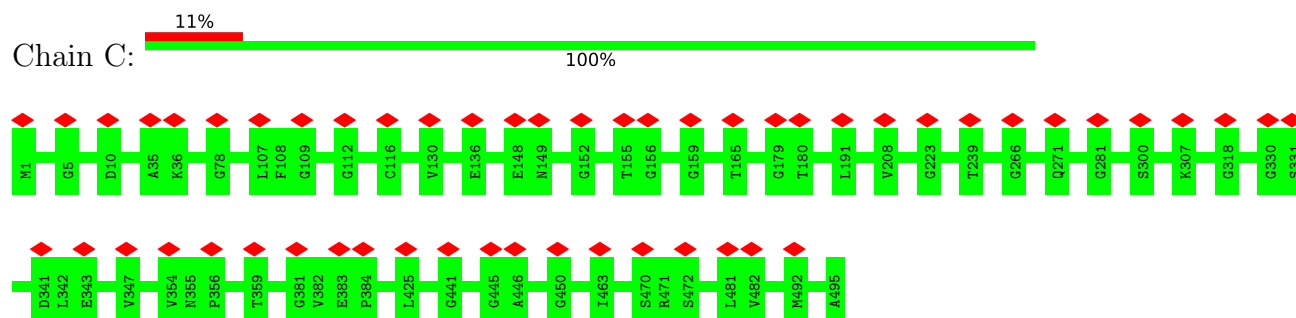 11%
Chain C:
100%
M1 G5 D10 A35 K36 G78 L107 F108 G109 G112 C116 V130 E136 E148 N149 G152 T155 G156 G159 T165 G179 T180 L191 V208 G223 T239 G266 Q271 G281 S300 K307 G318 G330 S331
D341 L342 E343 V347 V354 N355 P356 T359 G381 V382 E383 P384 L425 G441 G445 A446 G450 I463 S470 R471 S472 L481 V482 M492 A495